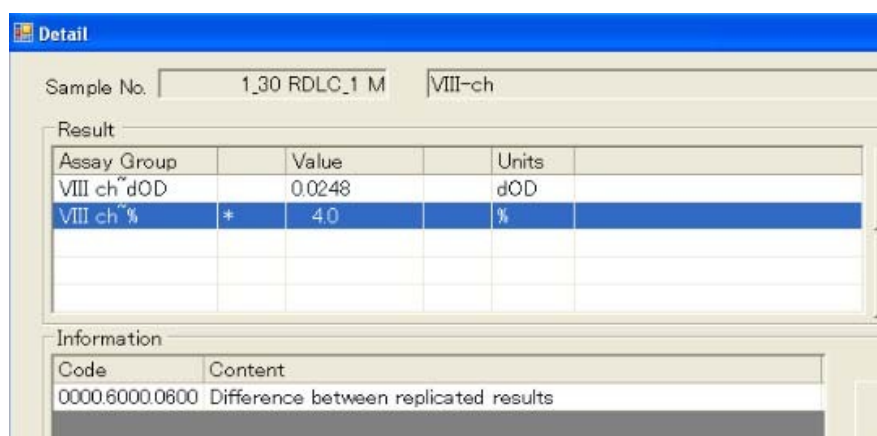 Detail
Sample No. 1_30 RDLC_1 M VIII-ch
Result
Assay Group Value Units
VIII ch~dOD 0.0248 dOD
VIII ch~% * 4.0 %
Information
Code Content
0000.6000.0600 Difference between replicated results